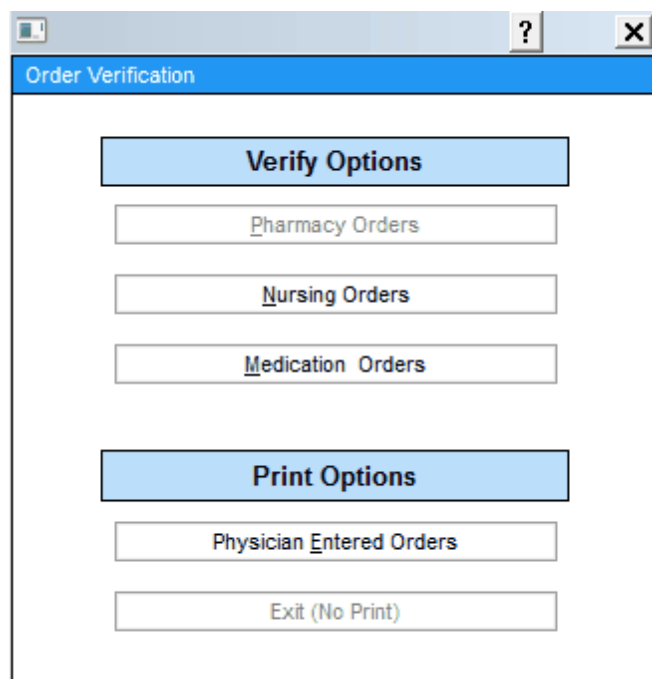 ?
Order Verification
Verify Options
Pharmacy Orders
Nursing Orders
Medication  Orders
Print Options
Physician Entered Orders
Exit (No Print)